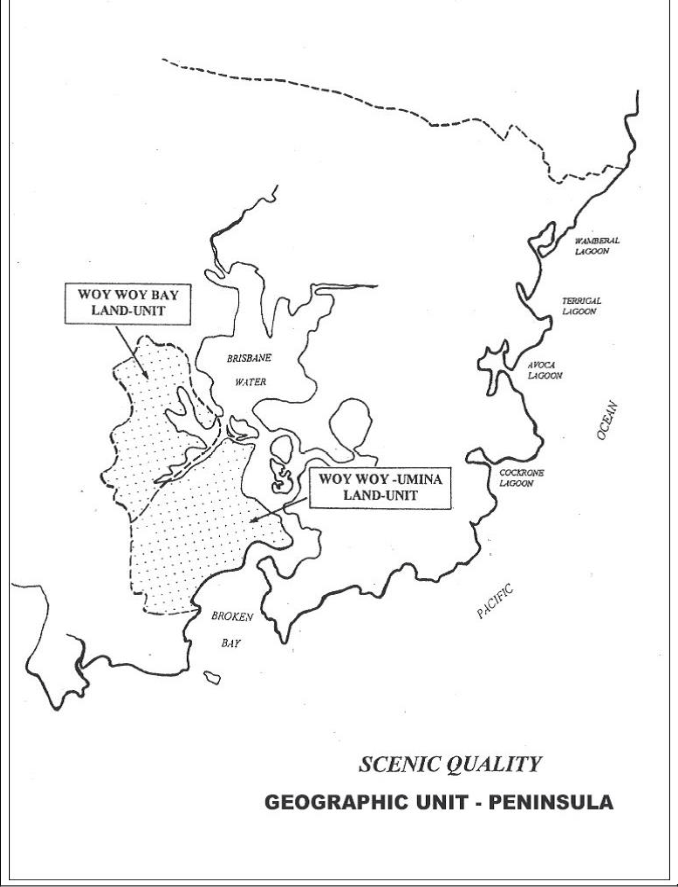 WAMBERAL
LAGOON
WOY WOY BAY
LAND-UNIT
TERRIGAL
LAGOON
BRISBANE
WATER
AVOCA
LAGOON
OCEAN
WOY WOY -UMINA
LAND-UNIT
COCKRONE
LAGOON
PACIFIC
BROKEN
BAY
SCENIC QUALITY
GEOGRAPHIC UNIT - PENINSULA